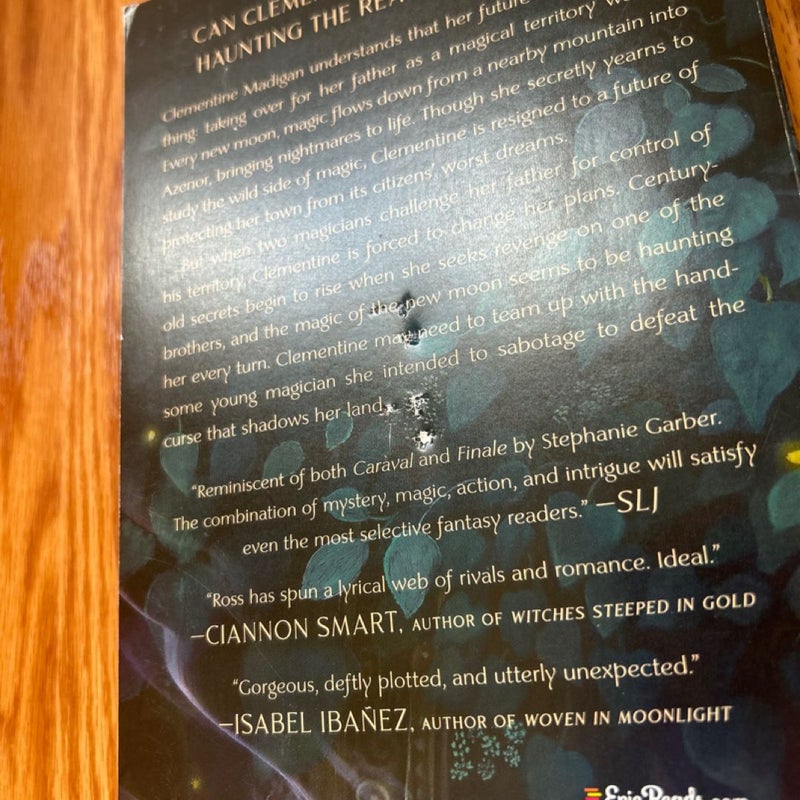 CAN CLEMEN
HAUNTING THE REA
Clementine Madigan understands that her future
thing: taking over for her father as a magical territory
Every new moon, magic flows down from a nearby mountain into
Azenor, bringing nightmares to life. Though she secretly yearns to
study the wild side of magic, Clementine is resigned to a future of
protecting her town from its citizens' worst dreams.
But when two magicians challenge her father for control of
his territory, Clementine is forced to change her plans. Century-
old secrets begin to rise when she seeks revenge on one of the
brothers, and the magic of the new moon seems to be haunting
her every turn. Clementine may need to team up with the hand-
some young magician she intended to sabotage to defeat the
curse that shadows her land.
"Reminiscent of both Caraval and Finale by Stephanie Garber.
The combination of mystery, magic, action, and intrigue will satisfy
even the most selective fantasy readers." —SLJ
"Ross has spun a lyrical web of rivals and romance. Ideal."
—CIANNON SMART, AUTHOR OF WITCHES STEEPED IN GOLD
"Gorgeous, deftly plotted, and utterly unexpected."
—ISABEL IBAÑEZ, AUTHOR OF WOVEN IN MOONLIGHT
EpicReads.com